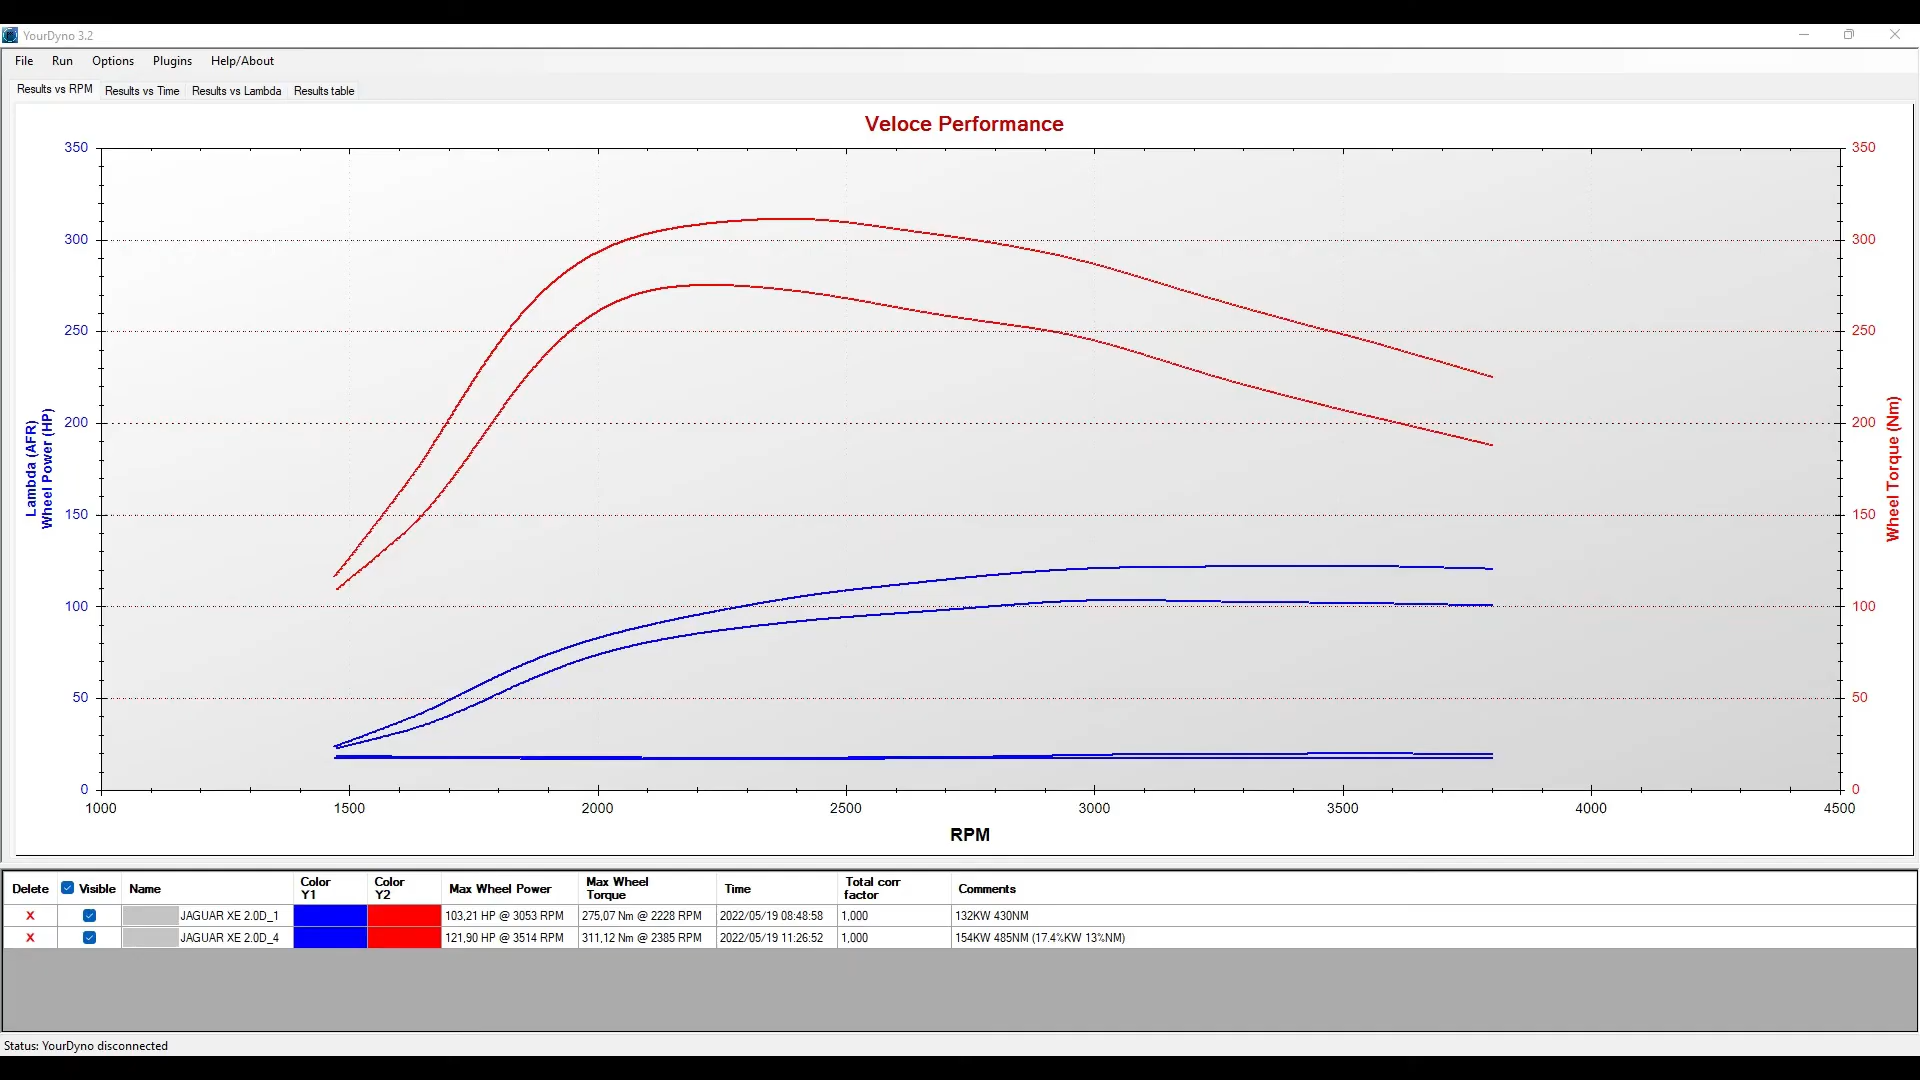 YourDyno 3.2
File Run Options Plugins Help/About
Results vs RPM Results vs Time Results vs Lambda Results table
Veloce Performance
350 350
300 300
250 250
200 200
150 150
100 100
50 50
0 0
Lambda (AFR)
Wheel Power (HP)
Wheel Torque (Nm)
1000 1500 2000 2500 3000 3500 4000 4500
RPM
Delete Visible Name Color Y1 Color Y2 Max Wheel Power Max Wheel Torque Time Total corr factor Comments
X JAGUAR XE 2.0D_1 103,21 HP @ 3053 RPM 275,07 Nm @ 2228 RPM 2022/05/19 08:48:58 1,000 132KW 430NM
X JAGUAR XE 2.0D_4 121,90 HP @ 3514 RPM 311,12 Nm @ 2385 RPM 2022/05/19 11:26:52 1,000 154KW 485NM (17.4%KW 13%NM)
Status: YourDyno disconnected